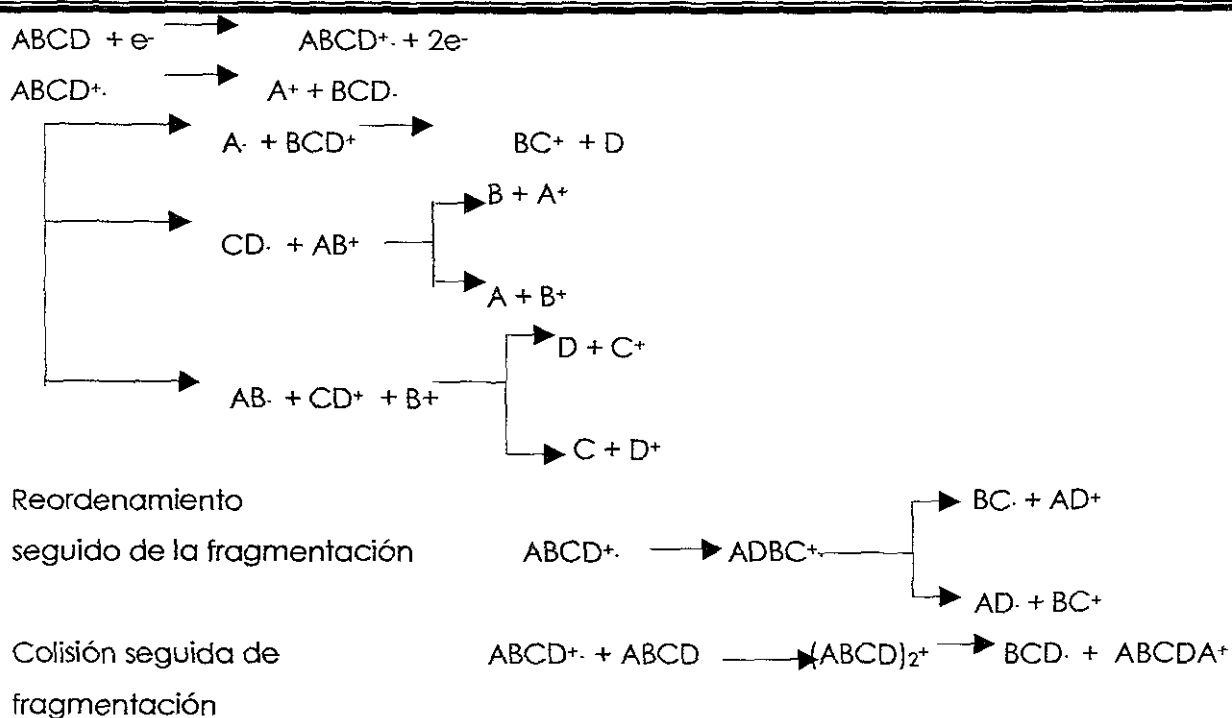 ABCD + e- → ABCD+. + 2e-
ABCD+. → A+ + BCD.
A. + BCD+ → BC+ + D
B + A+
CD. + AB+
A + B+
D + C+
AB. + CD+ + B+
C + D+
Reordenamiento
BC. + AD+
seguido de la fragmentación ABCD+. → ADBC+.
AD. + BC+
Colisión seguida de ABCD+. + ABCD → (ABCD)2+ → BCD. + ABCDA+
fragmentación